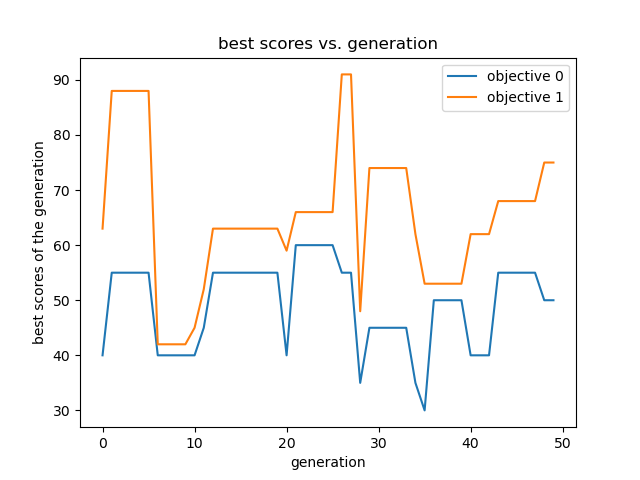 best scores vs. generation
objective 0
objective 1
best scores of the generation
90
80
70
60
50
40
30
0 10 20 30 40 50
generation